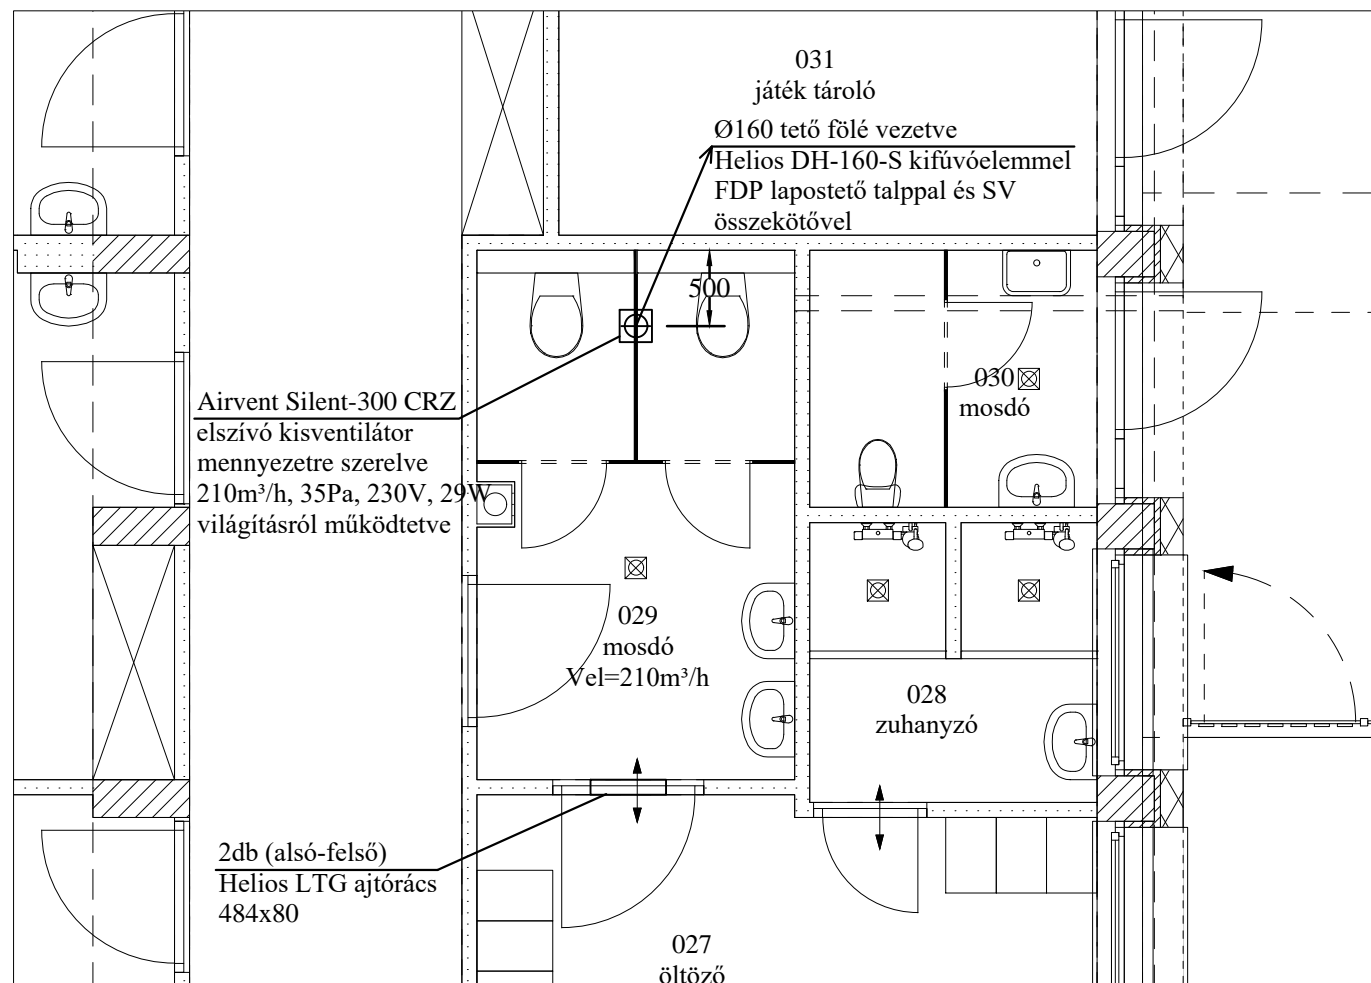 031
játék tároló
Ø160 tető fölé vezetve
Helios DH-160-S kifúvóelemmel
FDP lapostető talppal és SV
összekötővel
500
Airvent Silent-300 CRZ
elszívó kisventilátor
mennyezetre szerelve
210m³/h, 35Pa, 230V, 29W
világításról működtetve
030
mosdó
029
mosdó
Vel=210m³/h
028
zuhanyzó
2db (alsó-felső)
Helios LTG ajtórács
484x80
027
öltöző